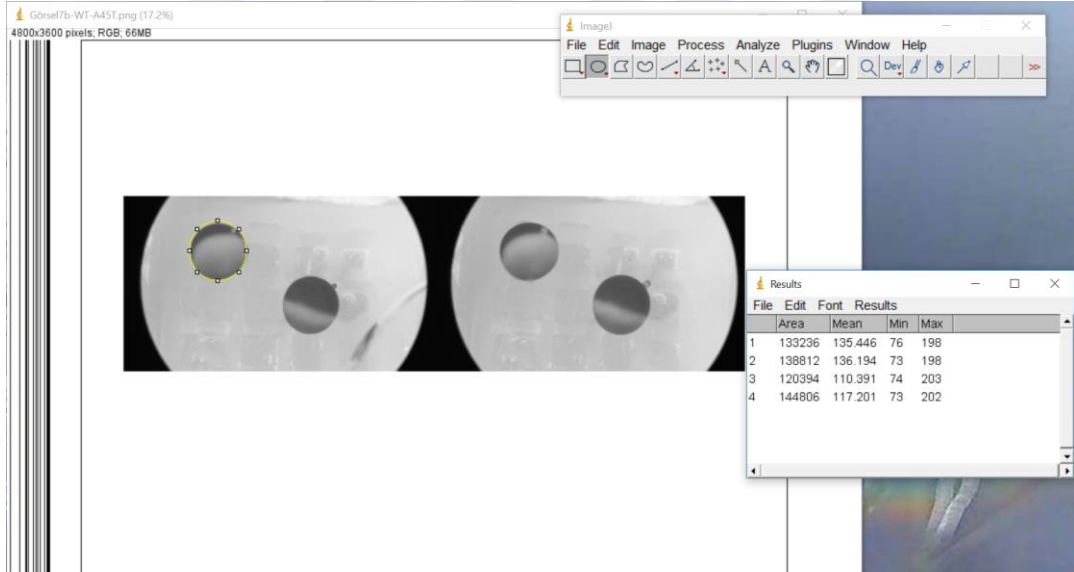 Görsel7b-WT-A45T.png (17.2%)
4800x3600 pixels; RGB; 66MB
ImageJ
File Edit Image Process Analyze Plugins Window Help
A Dev >>
Results
File Edit Font Results
Area Mean Min Max
1 133236 135.446 76 198
2 138812 136.194 73 198
3 120394 110.391 74 203
4 144806 117.201 73 202